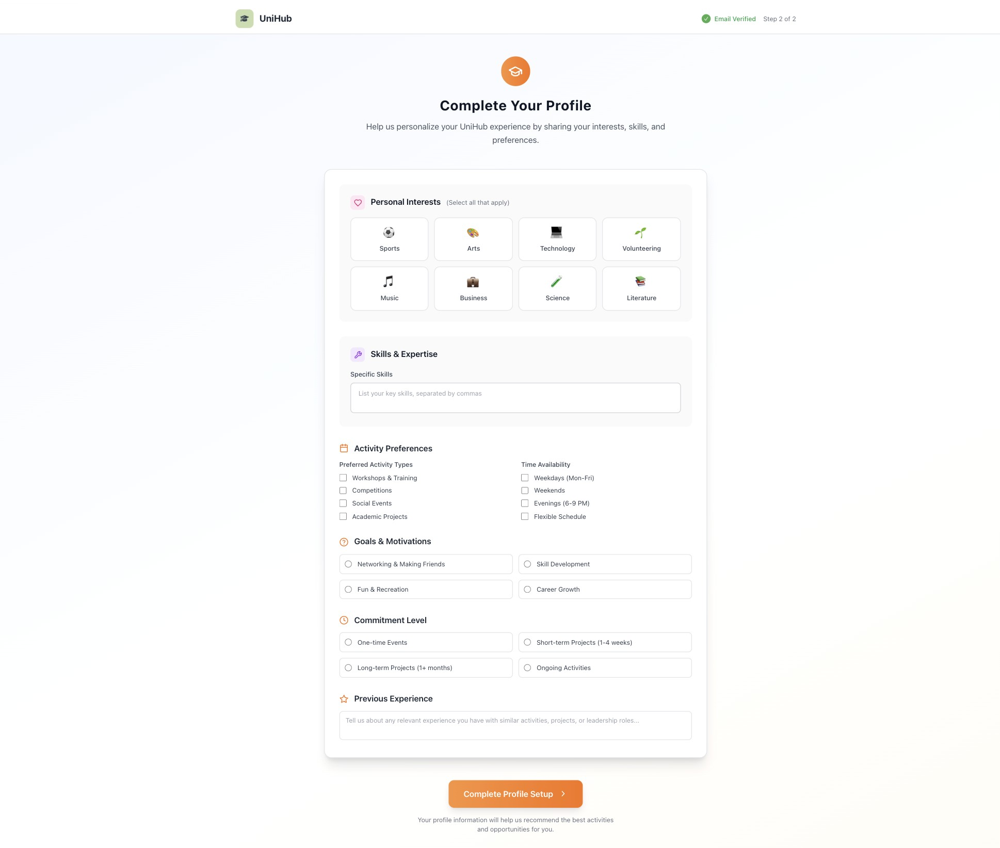 UniHub
Email Verified
Step 2 of 2
Complete Your Profile
Help us personalize your UniHub experience by sharing your interests, skills, and
preferences.
Personal Interests (Select all that apply)
Sports
Arts
Technology
Volunteering
Music
Business
Science
Literature
Skills & Expertise
Specific Skills
List your key skills, separated by commas
Activity Preferences
Preferred Activity Types
Workshops & Training
Competitions
Social Events
Academic Projects
Time Availability
Weekdays (Mon-Fri)
Weekends
Evenings (6-9 PM)
Flexible Schedule
Goals & Motivations
Networking & Making Friends
Skill Development
Fun & Recreation
Career Growth
Commitment Level
One-time Events
Short-term Projects (1-4 weeks)
Long-term Projects (1+ months)
Ongoing Activities
Previous Experience
Tell us about any relevant experience you have with similar activities, projects, or leadership roles...
Complete Profile Setup
Your profile information will help us recommend the best activities
and opportunities for you.